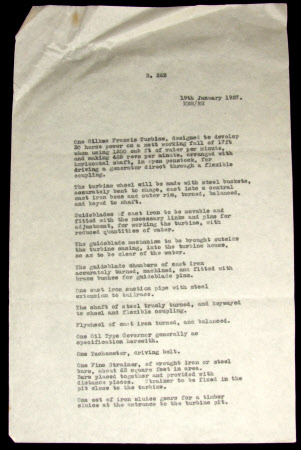 19th January 1927.
One Gilkes Francis Turbine, designed to develop
30 horse power on a nett working fall of 17ft
when using 1200 cub ft of water per minute,
and making 428 revs per minute, arranged with
horizontal shaft, in open penstock, for
driving a generator direct through a flexible
coupling.
The turbine wheel will be made with steel buckets,
accurately bent to shape, cast into a central
cast iron boss and outer rim, turned, balanced,
and keyed to shaft.
Guideblades of cast iron to be movable and
fitted with the necessary links and pins for
adjustment, for working the turbine, with
reduced quantities of water.
The guideblade mechanism to be brought outside
the turbine casing, into the turbine house,
so as to be clear of the water.
The guideblade chambers of cast iron
accurately turned, machined, and fitted with
brass bushes for guideblade pins.
One cast iron suction pipe with steel
extension to tailrace.
The shaft of steel truly turned, and keywayed
to wheel and flexible coupling.
Flywheel of cast iron turned, and balanced.
One Oil Type Governor generally as
specification herewith.
One Tachometer, driving belt.
One Fine Strainer, of wrought iron or steel
bars, about 45 square feet in area.
Bars placed together and provided with
distance pieces. Strainer to be fixed in the
pit close to the turbine.
One set of iron sluice gears for a timber
sluice at the entrance to the turbine pit.